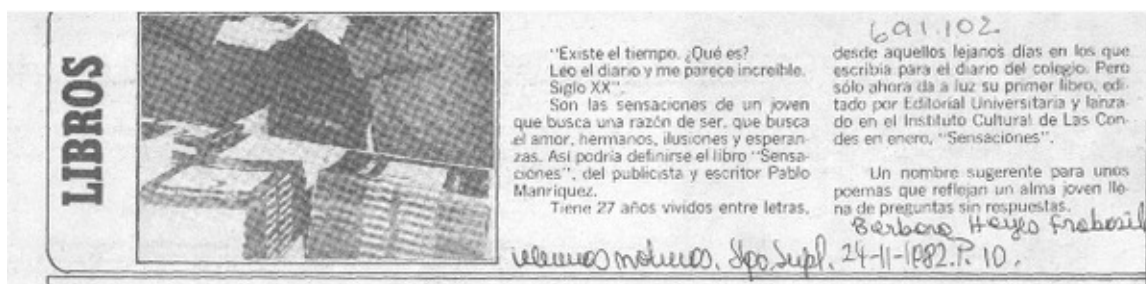 LIBROS
"Existe el tiempo. ¿Qué es?
Leo el diario y me parece increíble.
Siglo XX".
Son las sensaciones de un joven
que busca una razón de ser, que busca
el amor, hermanos, ilusiones y esperan-
zas. Así podría definirse el libro "Sensa-
ciones", del publicista y escritor Pablo
Manríquez.
Tiene 27 años vividos entre letras,
691.102
desde aquellos lejanos días en los que
escribía para el diario del colegio. Pero
sólo ahora da a luz su primer libro, edi-
tado por Editorial Universitaria y lanza-
do en el Instituto Cultural de Las Con-
des en enero, "Sensaciones".
Un nombre sugerente para unos
poemas que reflejan un alma joven lle-
na de preguntas sin respuestas.
Barbara Hayes
Stgo, Supl. 24-11-1982. P. 10.